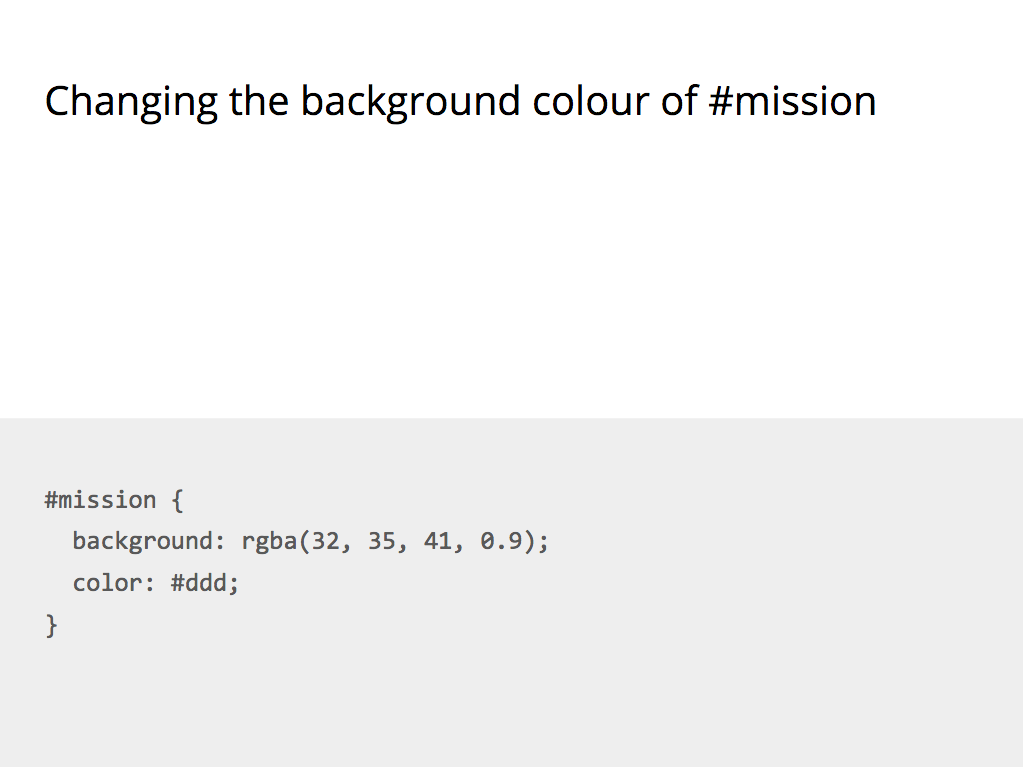 Changing the background colour of #mission
#mission {
  background: rgba(32, 35, 41, 0.9);
  color: #ddd;
}